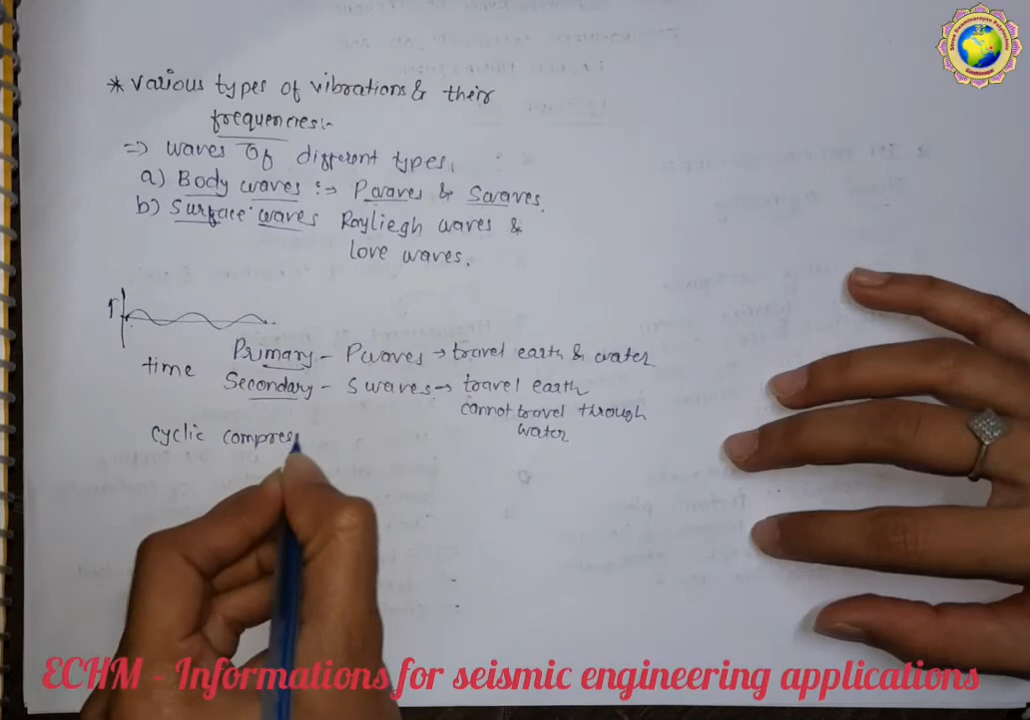 * various types of vibrations & their
frequencies:-
=> waves of different types.
a) Body waves :-> P waves & S waves.
b) Surface waves Rayliegh waves &
Love waves.
time
Primary - P waves -> travel earth & water
Secondary - S waves -> travel earth
cannot travel through
water
cyclic compress
ECHM - Informations for seismic engineering applications